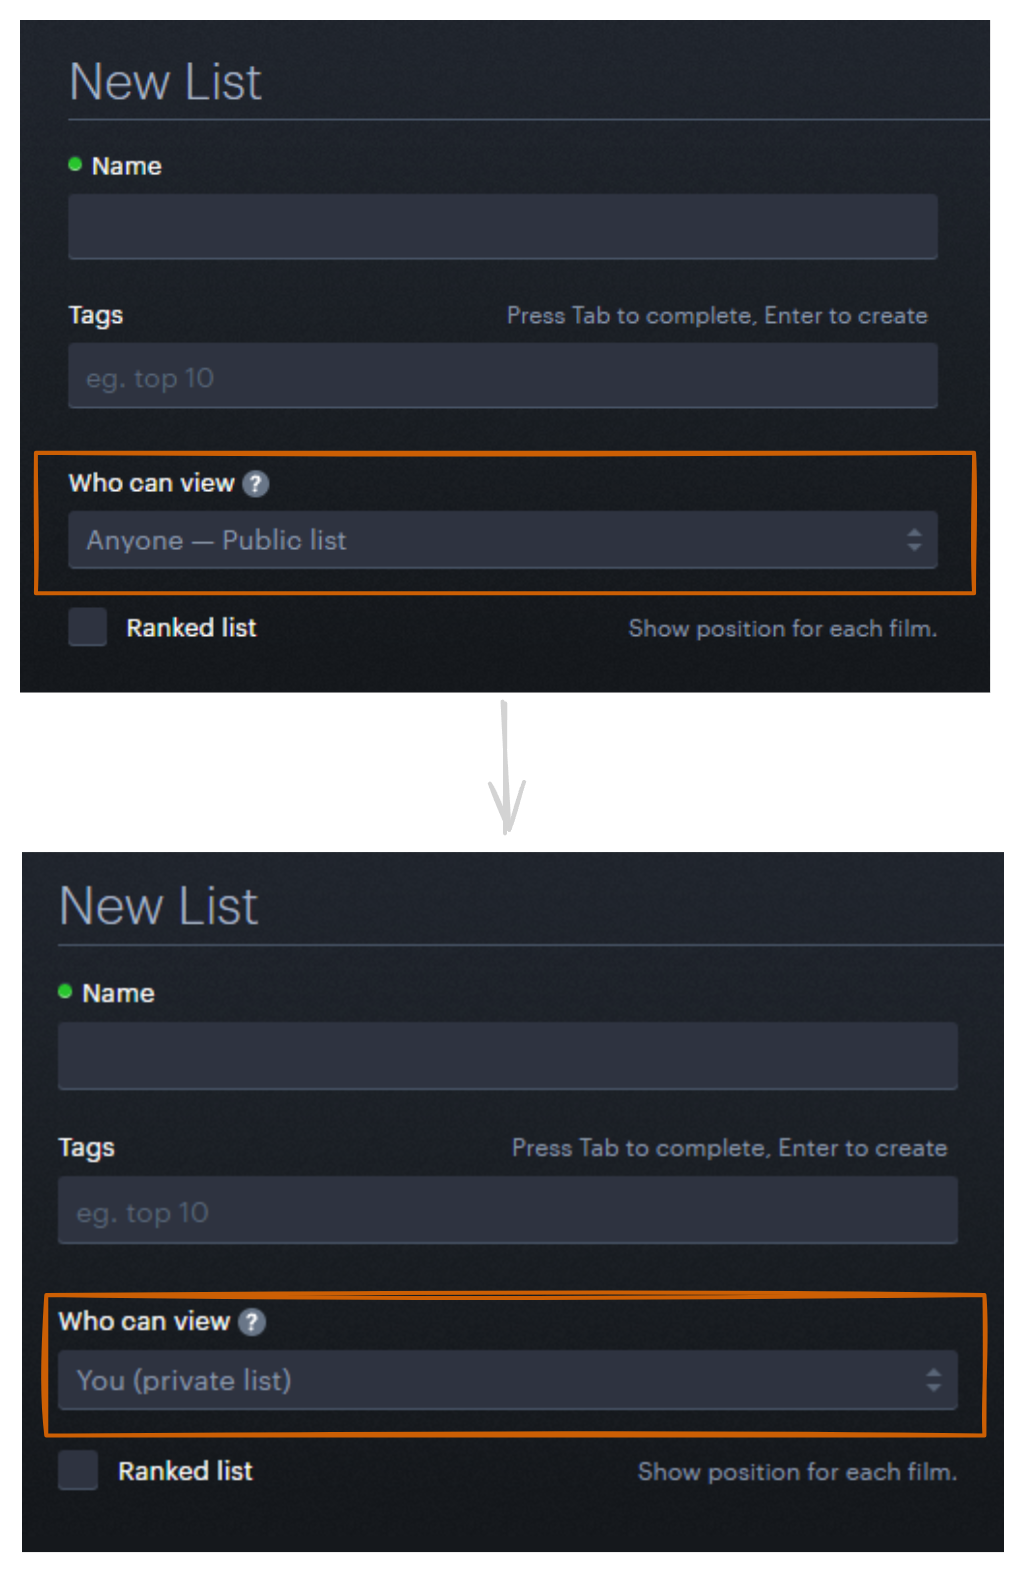 New List
Name
Tags
Press Tab to complete, Enter to create
eg. top 10
Who can view ?
Anyone — Public list
Ranked list
Show position for each film.
New List
Name
Tags
Press Tab to complete, Enter to create
eg. top 10
Who can view ?
You (private list)
Ranked list
Show position for each film.